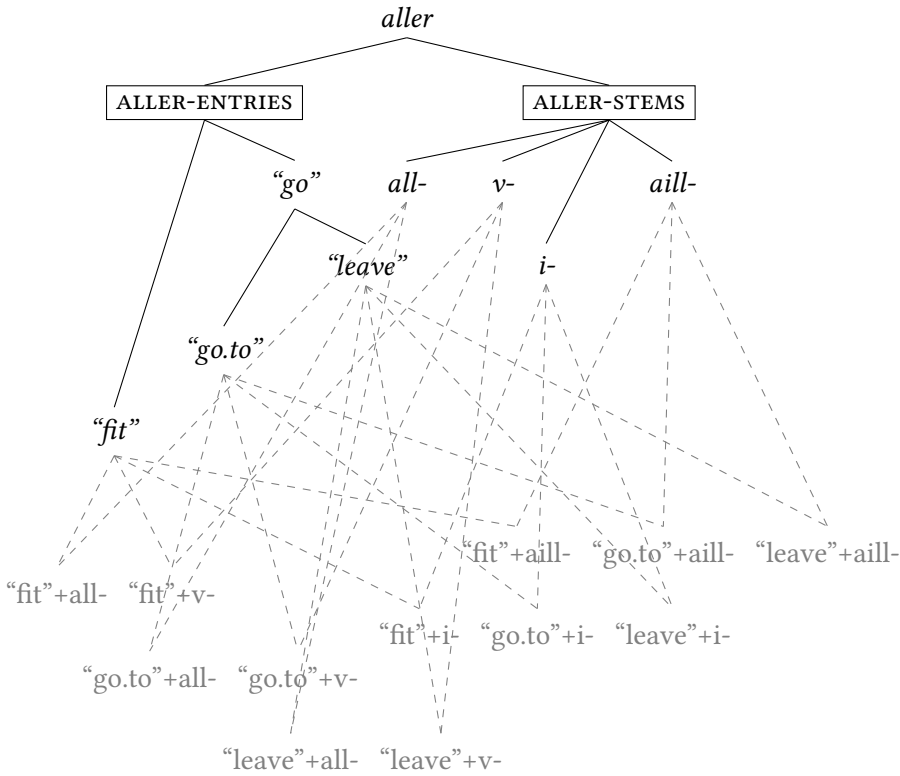 aller
ALLER-ENTRIES ALLER-STEMS
“go” all- v- aill-
“leave” i-
“go.to”
“fit”
“fit”+aill- “go.to”+aill- “leave”+aill-
“fit”+all- “fit”+v-
“fit”+i- “go.to”+i- “leave”+i-
“go.to”+all- “go.to”+v-
“leave”+all- “leave”+v-